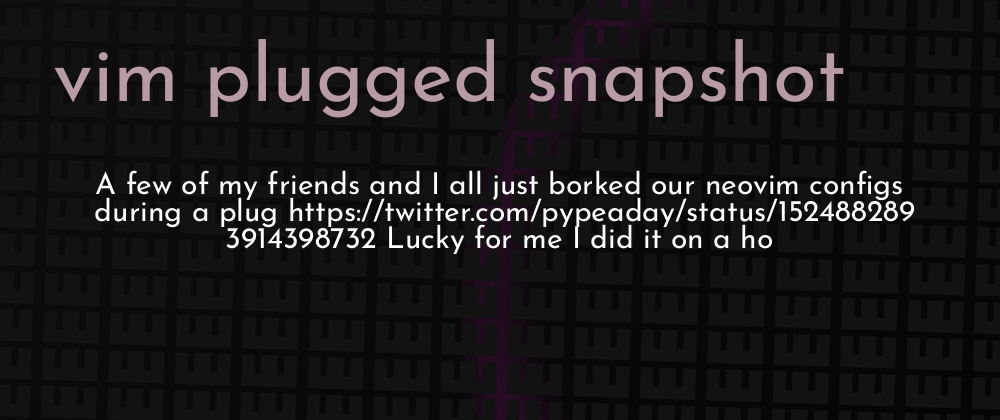 vim plugged snapshot
A few of my friends and I all just borked our neovim configs
during a plug https://twitter.com/pypeaday/status/152488289
3914398732 Lucky for me I did it on a ho